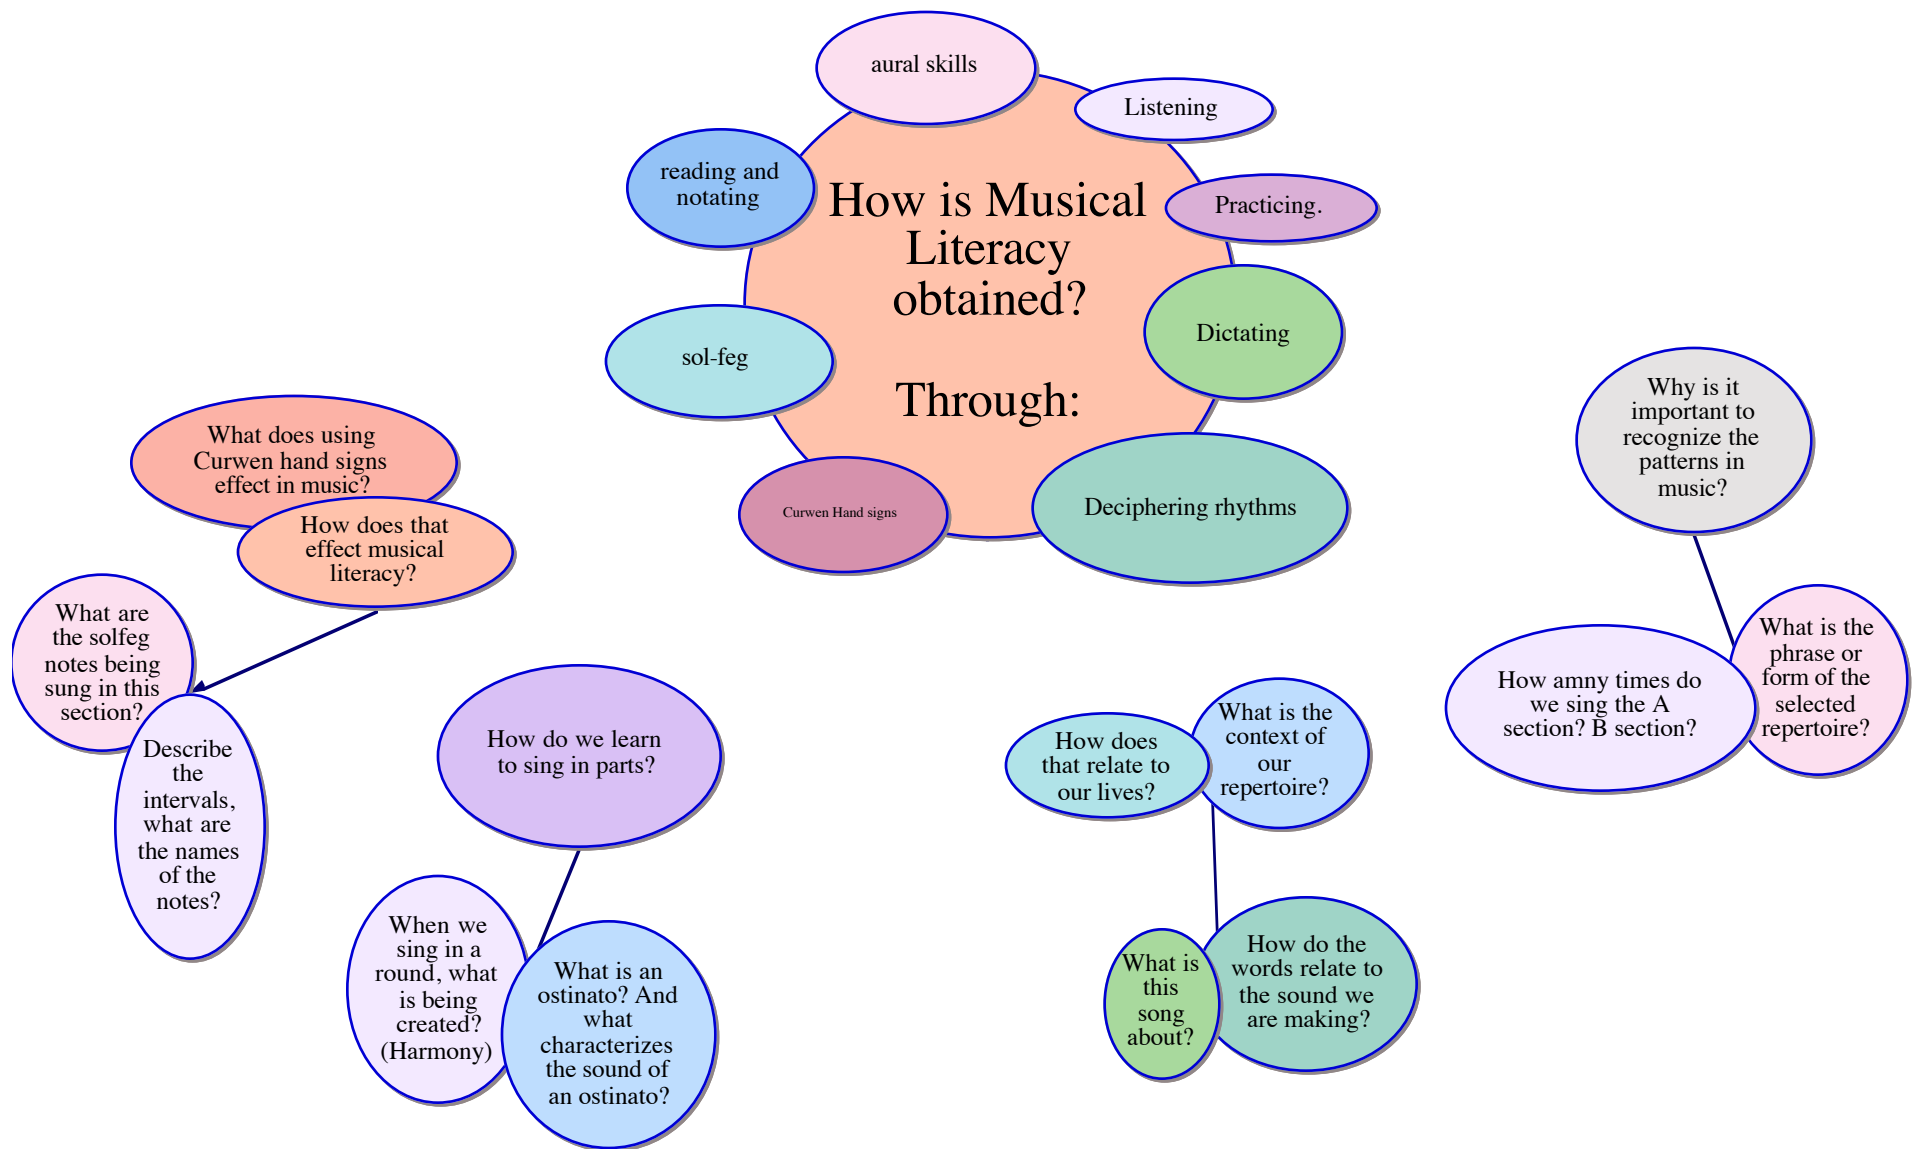 aural skills
Listening
reading and
notating
Practicing.
How is Musical
Literacy
obtained?
Through:
Dictating
sol-feg
Curwen Hand signs
Deciphering rhythms
What does using
Curwen hand signs
effect in music?
How does that
effect musical
literacy?
What are
the solfeg
notes being
sung in this
section?
Describe
the
intervals,
what are
the names
of the
notes?
How do we learn
to sing in parts?
When we
sing in a
round, what
is being
created?
(Harmony)
What is an
ostinato? And
what
characterizes
the sound of
an ostinato?
How does
that relate to
our lives?
What is the
context of
our
repertoire?
What is
this
song
about?
How do the
words relate to
the sound we
are making?
Why is it
important to
recognize the
patterns in
music?
How amny times do
we sing the A
section? B section?
What is the
phrase or
form of the
selected
repertoire?